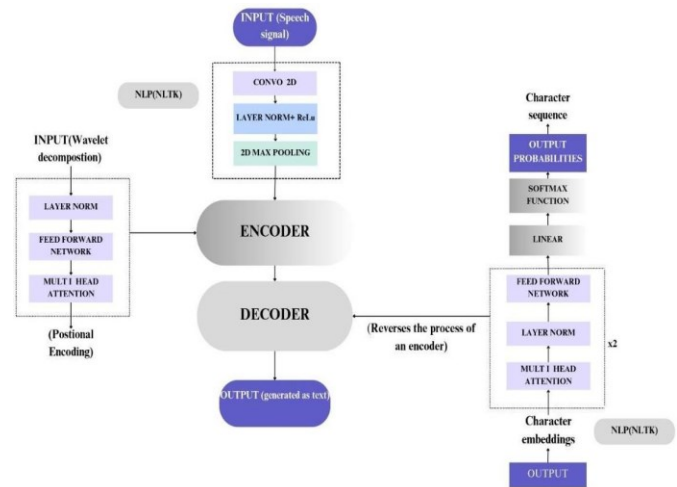 INPUT (Speech
signal)
NLP(NLTK)
CONVO 2D
LAYER NORM+ ReLu
2D MAX POOLING
INPUT(Wavelet
decompostion)
LAYER NORM
FEED FORWARD
NETWORK
MULT I HEAD
ATTENTION
(Postional
Encoding)
ENCODER
DECODER
OUTPUT (generated as text)
(Reverses the process of
an encoder)
Character
sequence
OUTPUT
PROBABILITIES
SOFTMAX
FUNCTION
LINEAR
FEED FORWARD
NETWORK
LAYER NORM
MULT I HEAD
ATTENTION
x2
Character
embeddings
NLP(NLTK)
OUTPUT